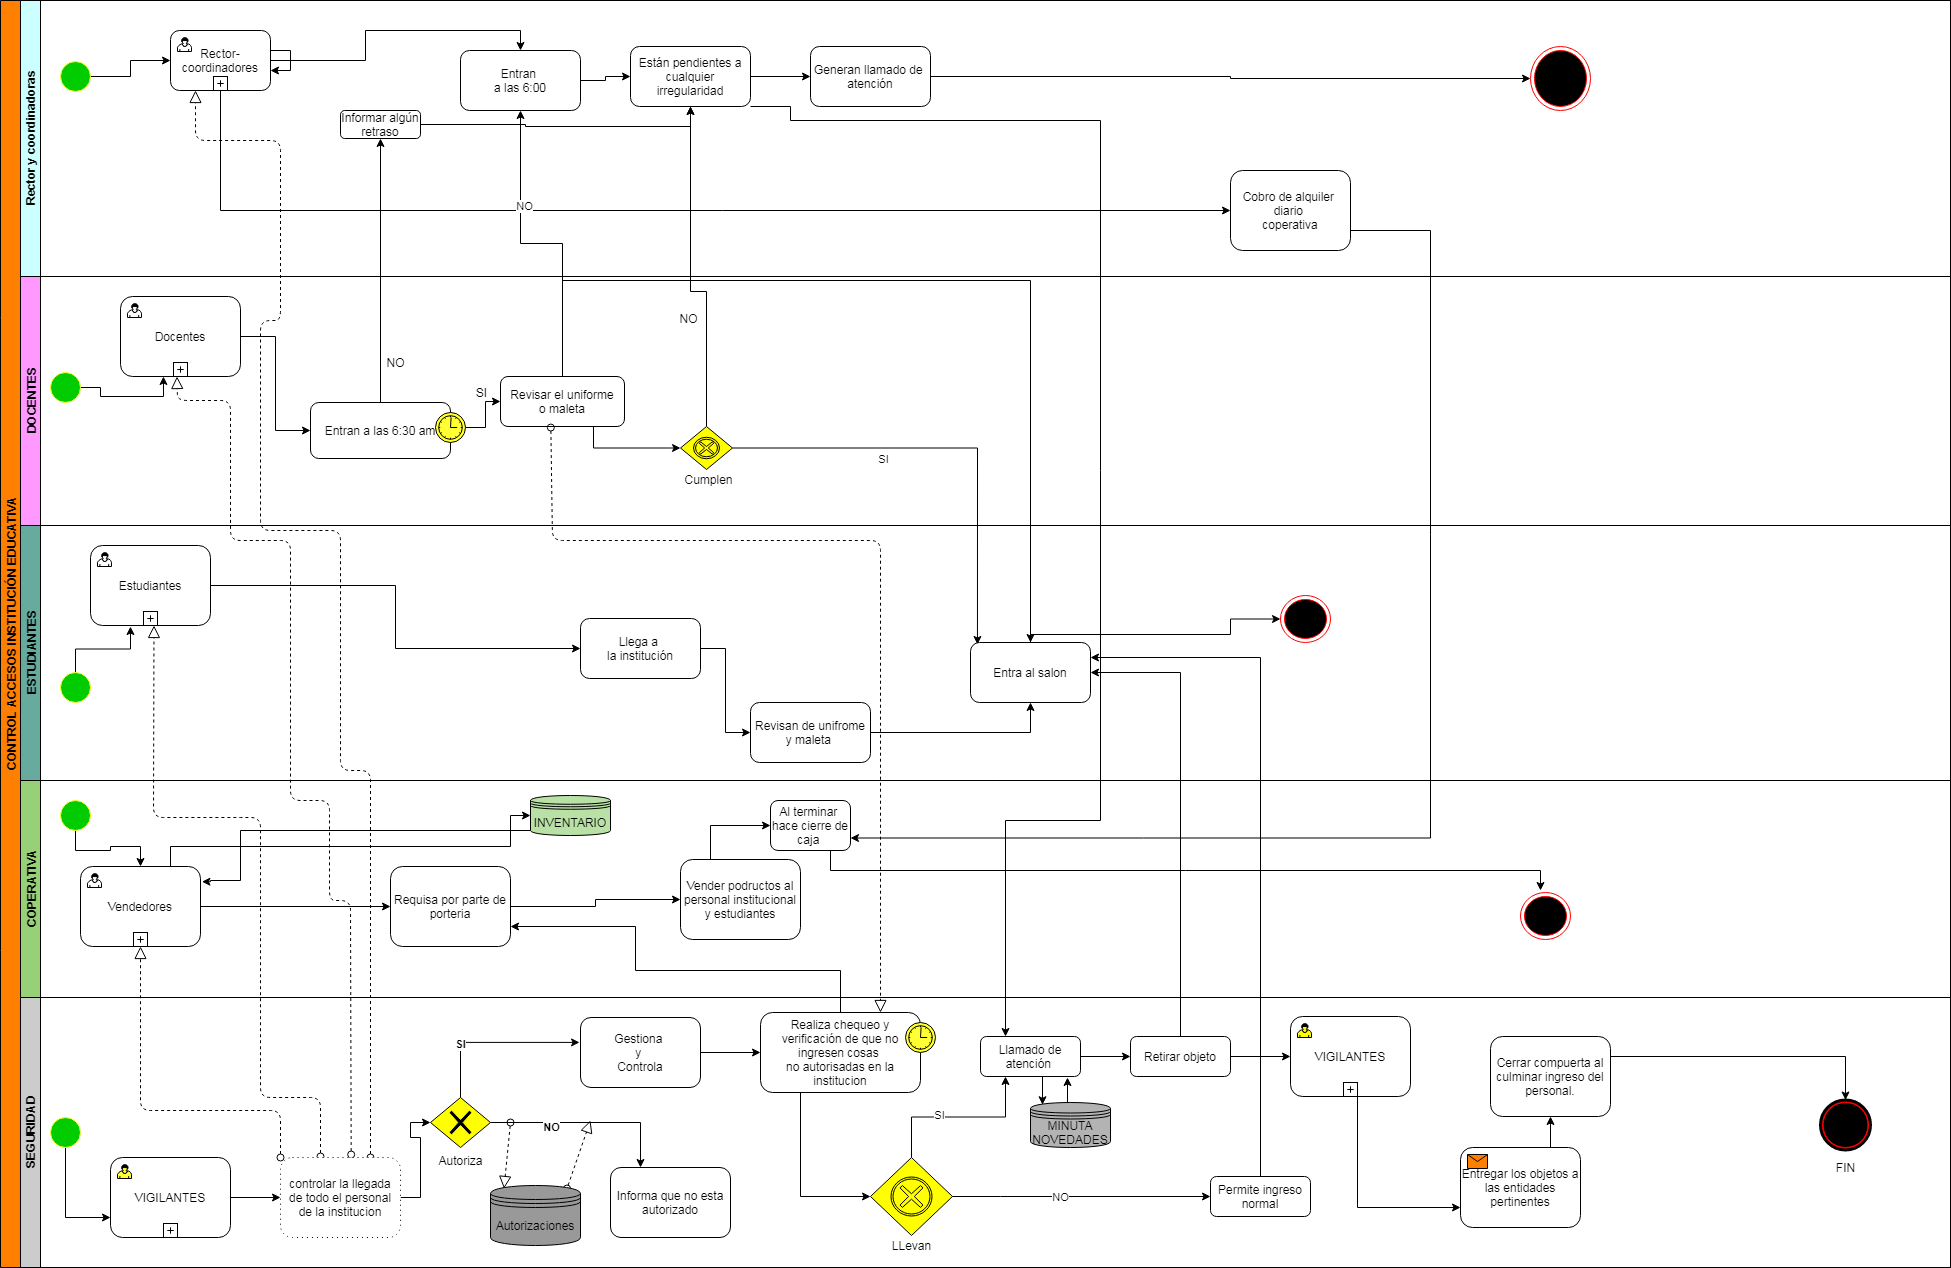 CONTROL ACCESOS INSTITUCIÓN EDUCATIVA
Rector y coordinadoras
Rector-
coordinadores
Entran
a las 6:00
Están pendientes a
cualquier
irregularidad
Generan llamado de
atención
Informar algún
retraso
NO
Cobro de alquiler
diario
coperativa
DOCENTES
Docentes
NO
NO
Entran a las 6:30 am
SI
Revisar el uniforme
o maleta
Cumplen
SI
ESTUDIANTES
Estudiantes
Llega a
la institución
Revisan de unifrome
y maleta
Entra al salon
COPERATIVA
INVENTARIO
Vendedores
Requisa por parte de
porteria
Vender podructos al
personal institucional
y estudiantes
Al terminar
hace cierre de
caja
SEGURIDAD
VIGILANTES
controlar la llegada
de todo el personal
de la institucion
Autoriza
SI
NO
Gestiona
y
Controla
Autorizaciones
Informa que no esta
autorizado
Realiza chequeo y
verificación de que no
ingresen cosas
no autorisadas en la
institucion
LLevan
SI
NO
Llamado de
atención
MINUTA
NOVEDADES
Retirar objeto
Permite ingreso
normal
VIGILANTES
Entregar los objetos a
las entidades
pertinentes
Cerrar compuerta al
culminar ingreso del
personal.
FIN